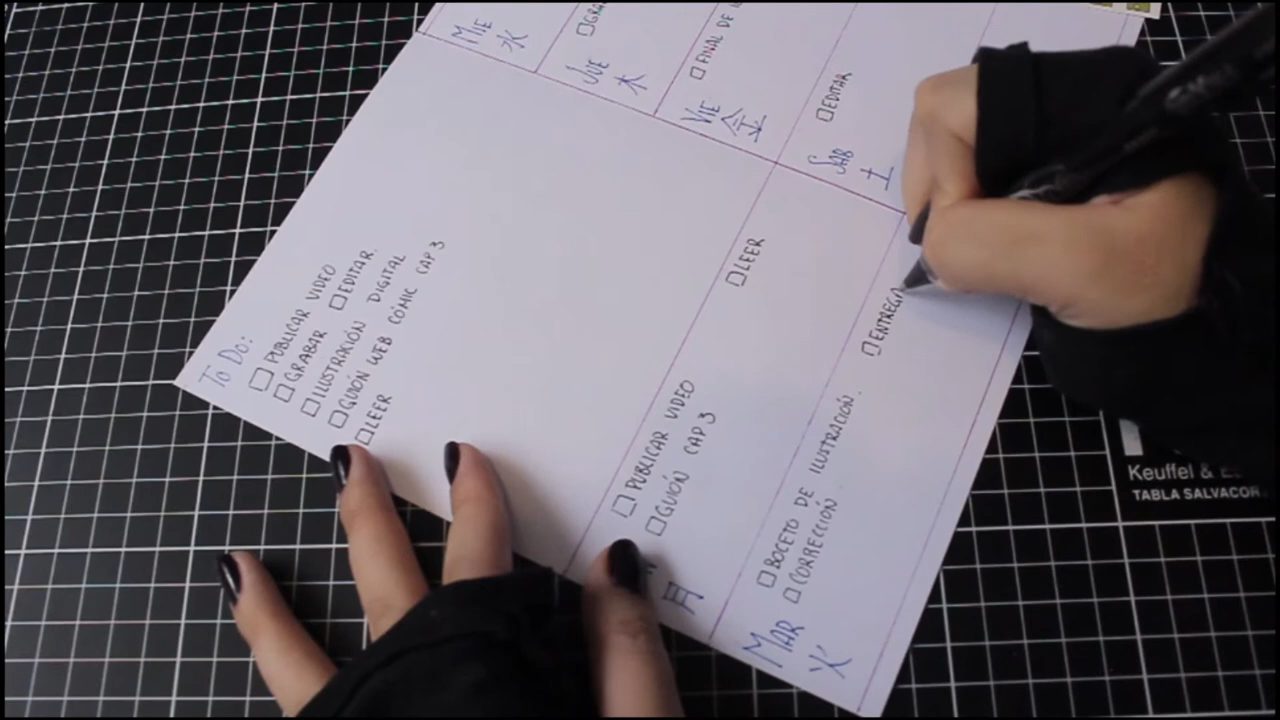 To Do:
PUBLICAR VIDEO
GRABAR EDITAR.
ILUSTRACIÓN DIGITAL
GUIÓN WEB CÓMIC CAP 3
LEER
月
PUBLICAR VIDEO
GUIÓN CAP 3
LEER
MAR
火
BOCETO DE ILUSTRACIÓN.
CORRECCIÓN
MIE
水
JUE
木
VIE
金
FINAL DE
SAB
土
EDITAR
Keuffel &
TABLA SALVACOR